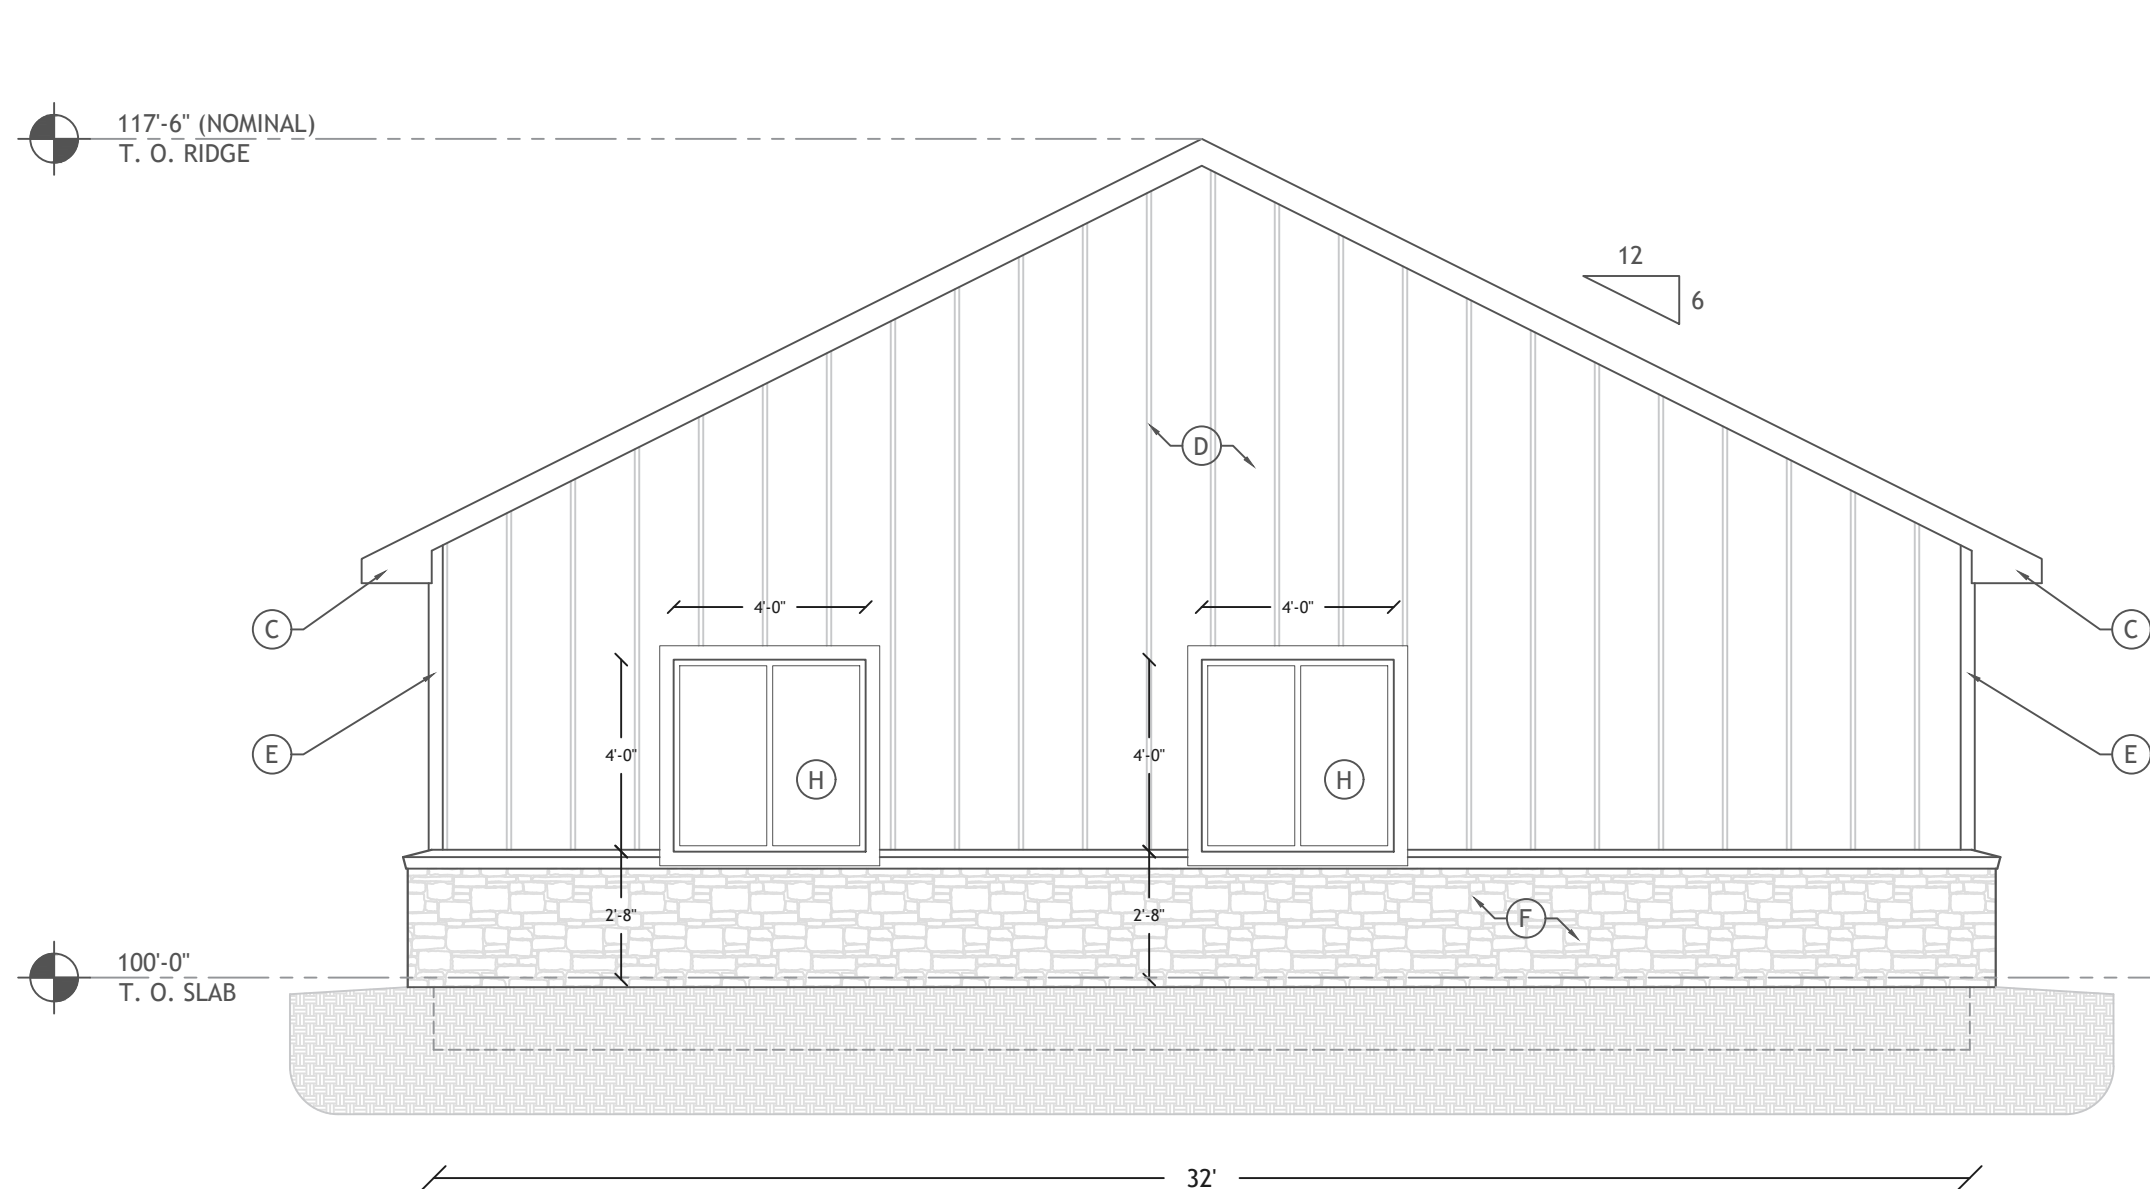 117'-6" (NOMINAL)
T. O. RIDGE
12
6
D
4'-0"
4'-0"
C
C
E
4'-0"
4'-0"
E
H
H
2'-8"
2'-8"
F
100'-0"
T. O. SLAB
32'